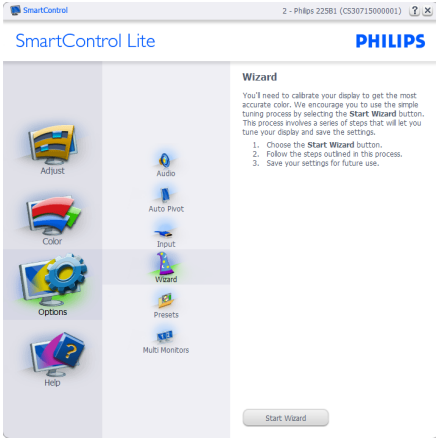 SmartControl
2 - Philips 225B1 (CS30715000001)
SmartControl Lite
PHILIPS
Adjust
Color
Options
Help
Audio
Auto Pivot
Input
Wizard
Presets
Multi Monitors
Wizard
You'll need to calibrate your display to get the most
accurate color. We encourage you to use the simple
tuning process by selecting the Start Wizard button.
This process involves a series of steps that will let you
tune your display and save the settings.
1. Choose the Start Wizard button.
2. Follow the steps outlined in this process.
3. Save your settings for future use.
Start Wizard